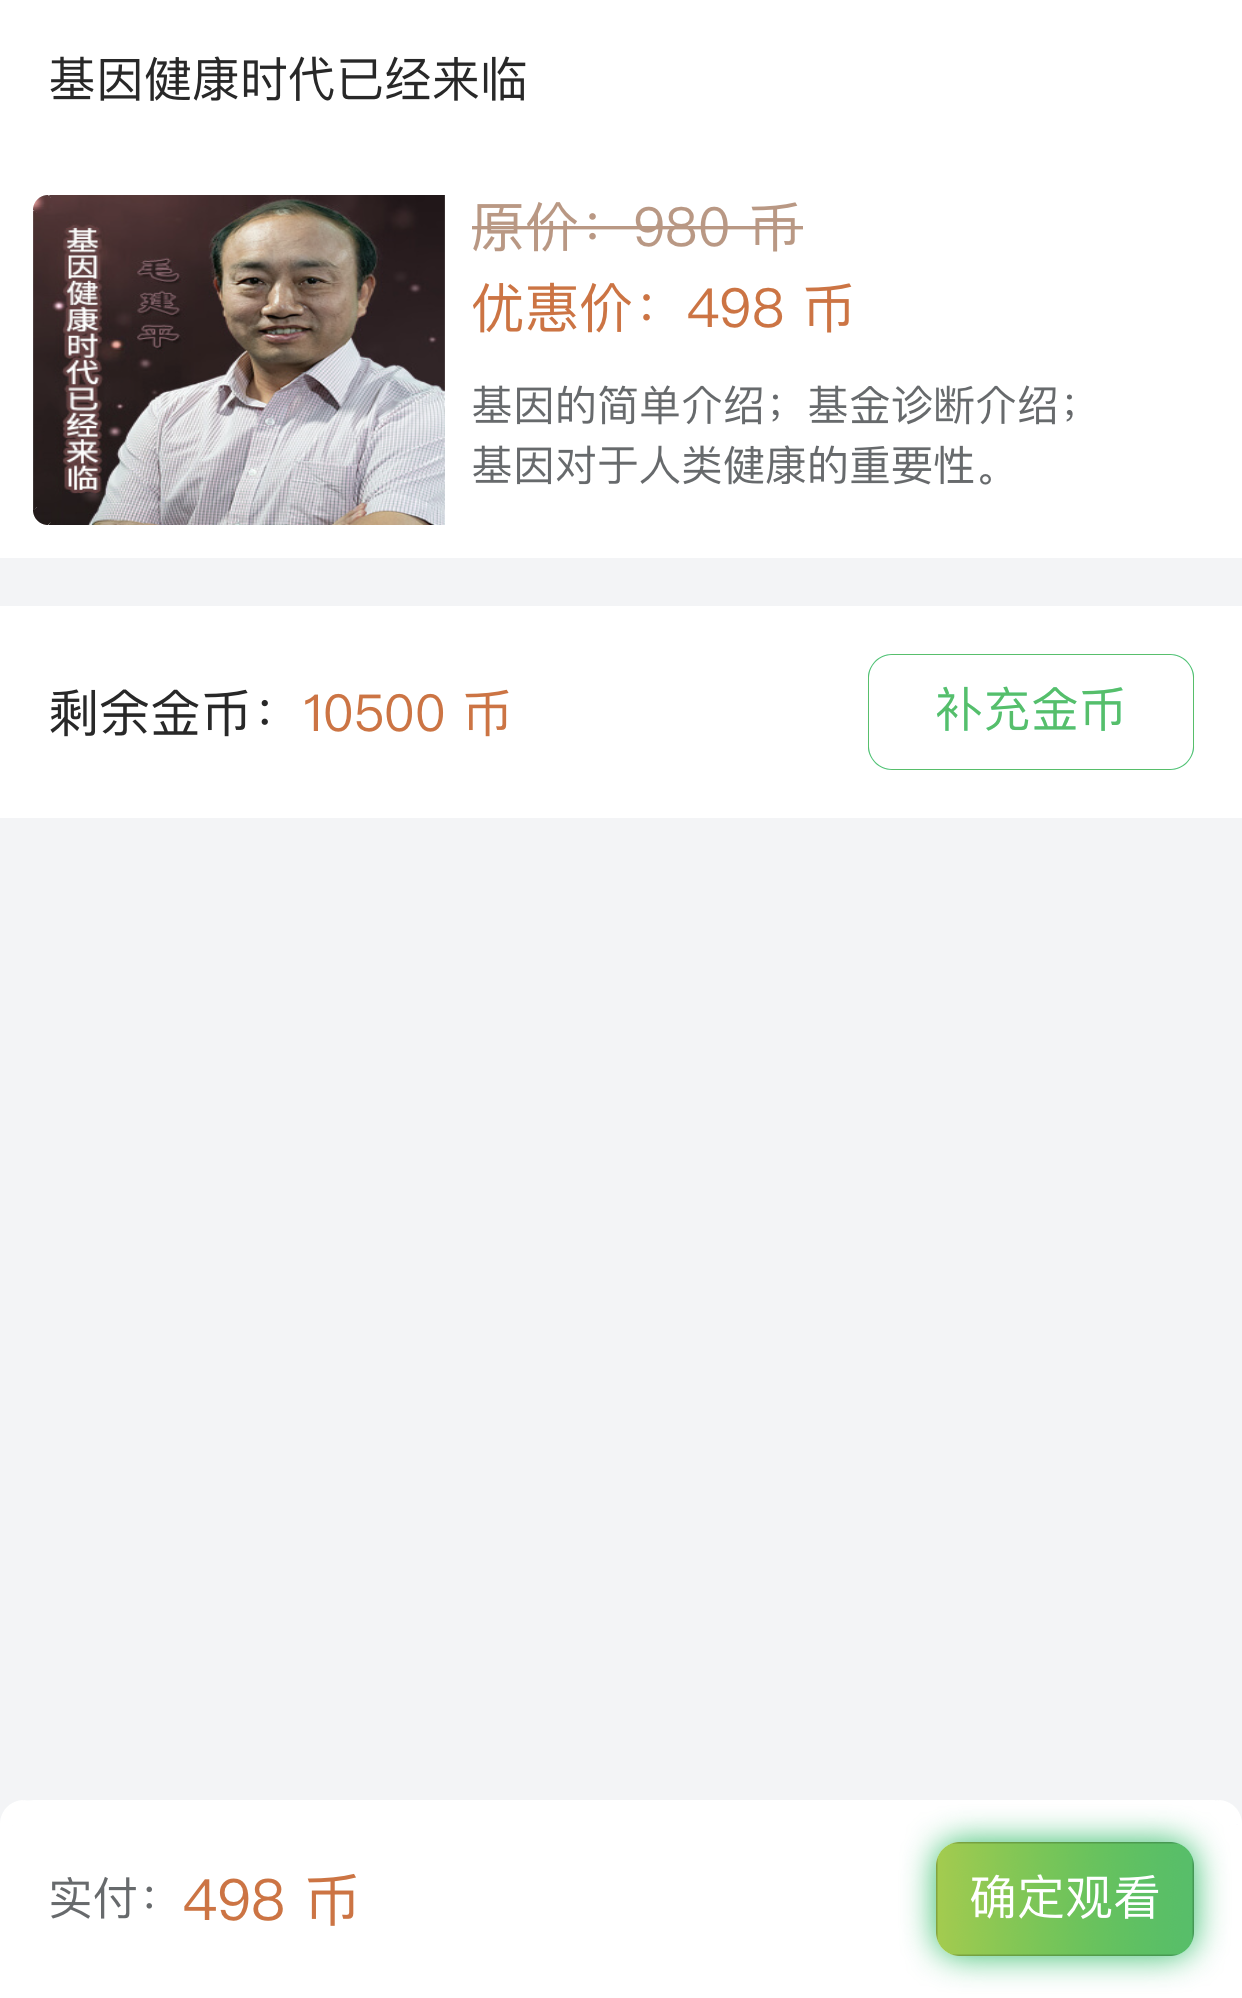 基因健康时代已经来临
基因健康时代已经来临
毛建平
原价：980 币
优惠价：498 币
基因的简单介绍；基金诊断介绍；
基因对于人类健康的重要性。
剩余金币：10500 币
补充金币
实付：498 币
确定观看